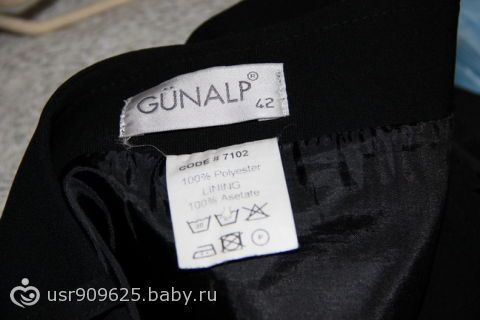 GÜNALP®
42
CODE # 7102
100% Polyester
LINING
100% Asetate
usr909625.baby.ru